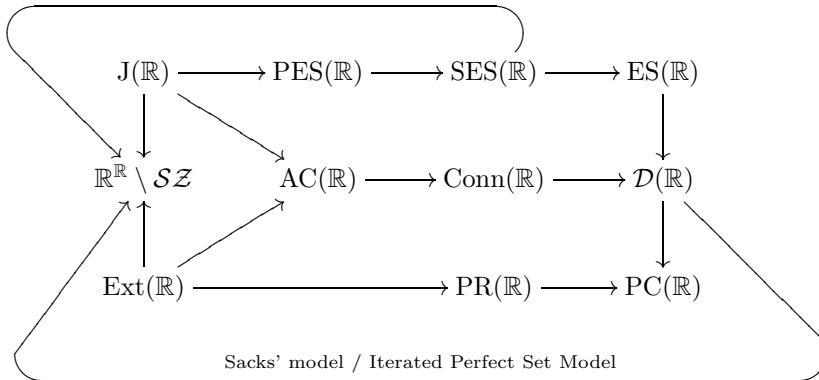 J(ℝ) PES(ℝ) SES(ℝ) ES(ℝ)
ℝ^ℝ \ 𝒮𝒵 AC(ℝ) Conn(ℝ) 𝒟(ℝ)
Ext(ℝ) PR(ℝ) PC(ℝ)
Sacks' model / Iterated Perfect Set Model